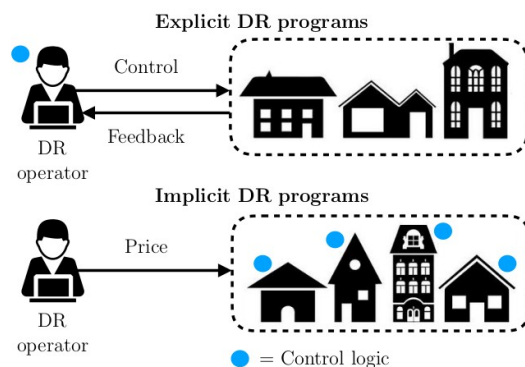 Explicit DR programs
Control
Feedback
DR
operator
Implicit DR programs
Price
DR
operator
= Control logic